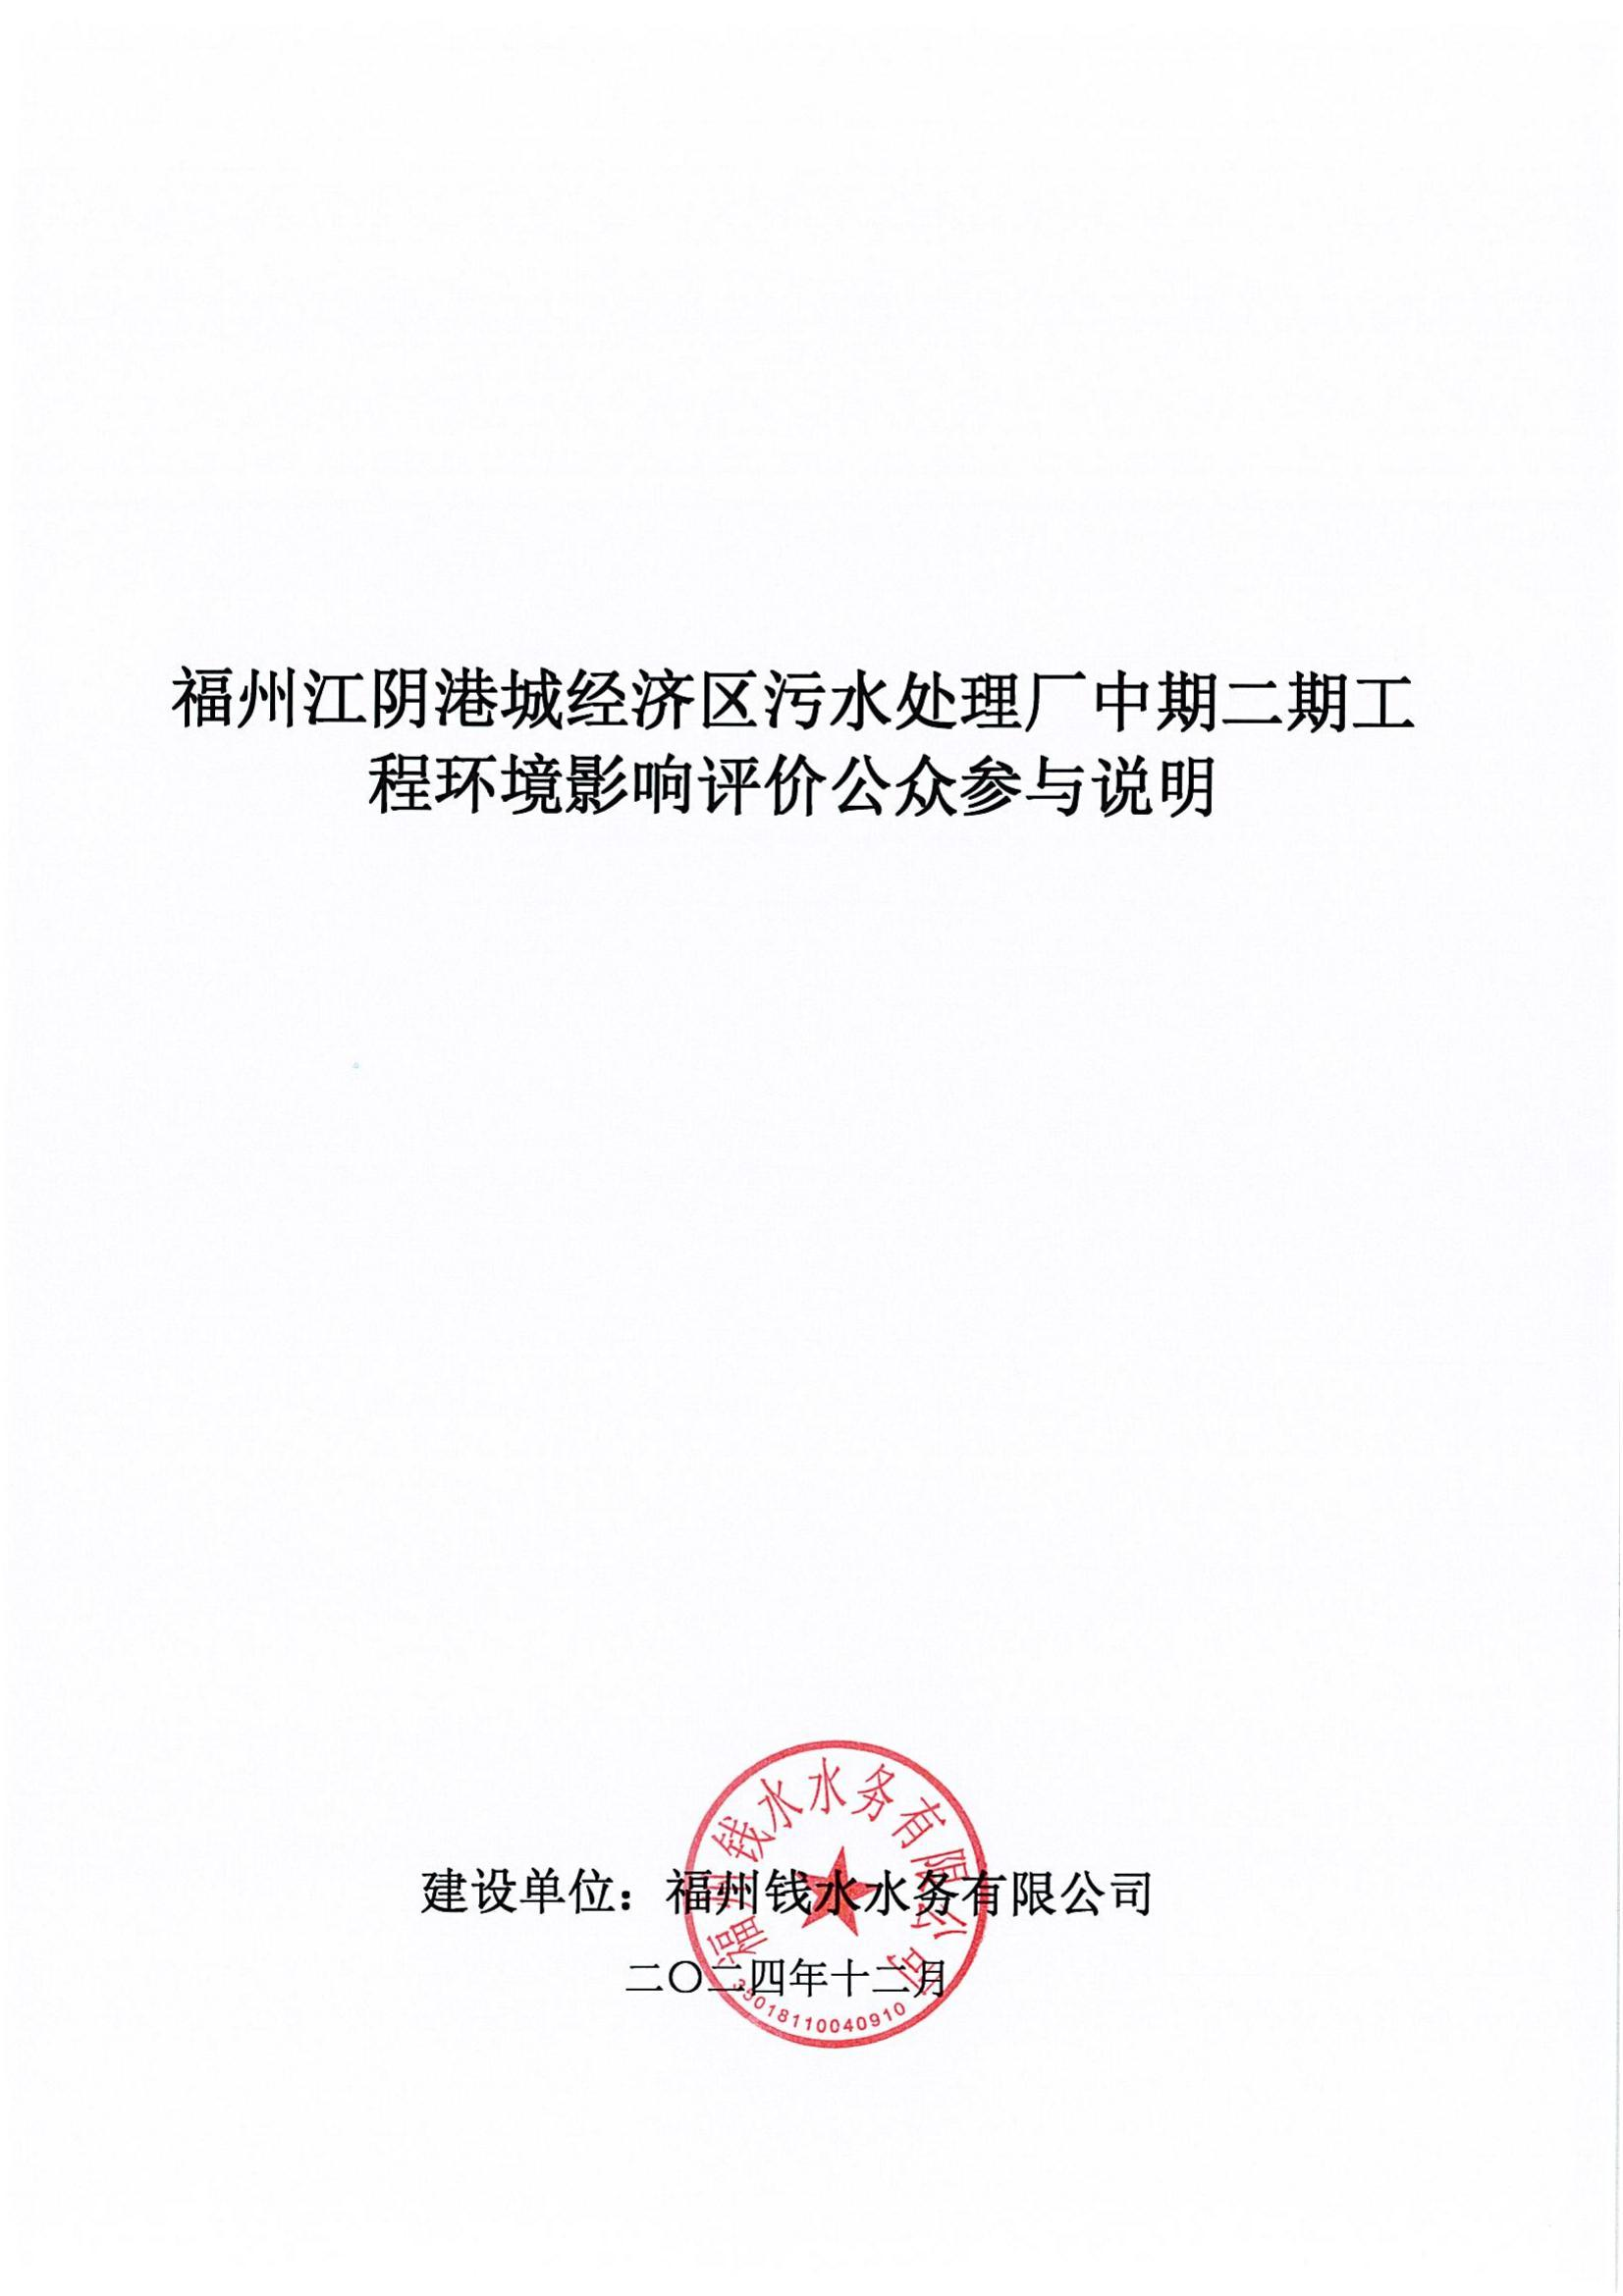 福州江阴港城经济区污水处理厂中期二期工
程环境影响评价公众参与说明
建设单位：福州钱水水务有限公司
二〇二四年十二月
福州钱水水务有限公司
35018110040910